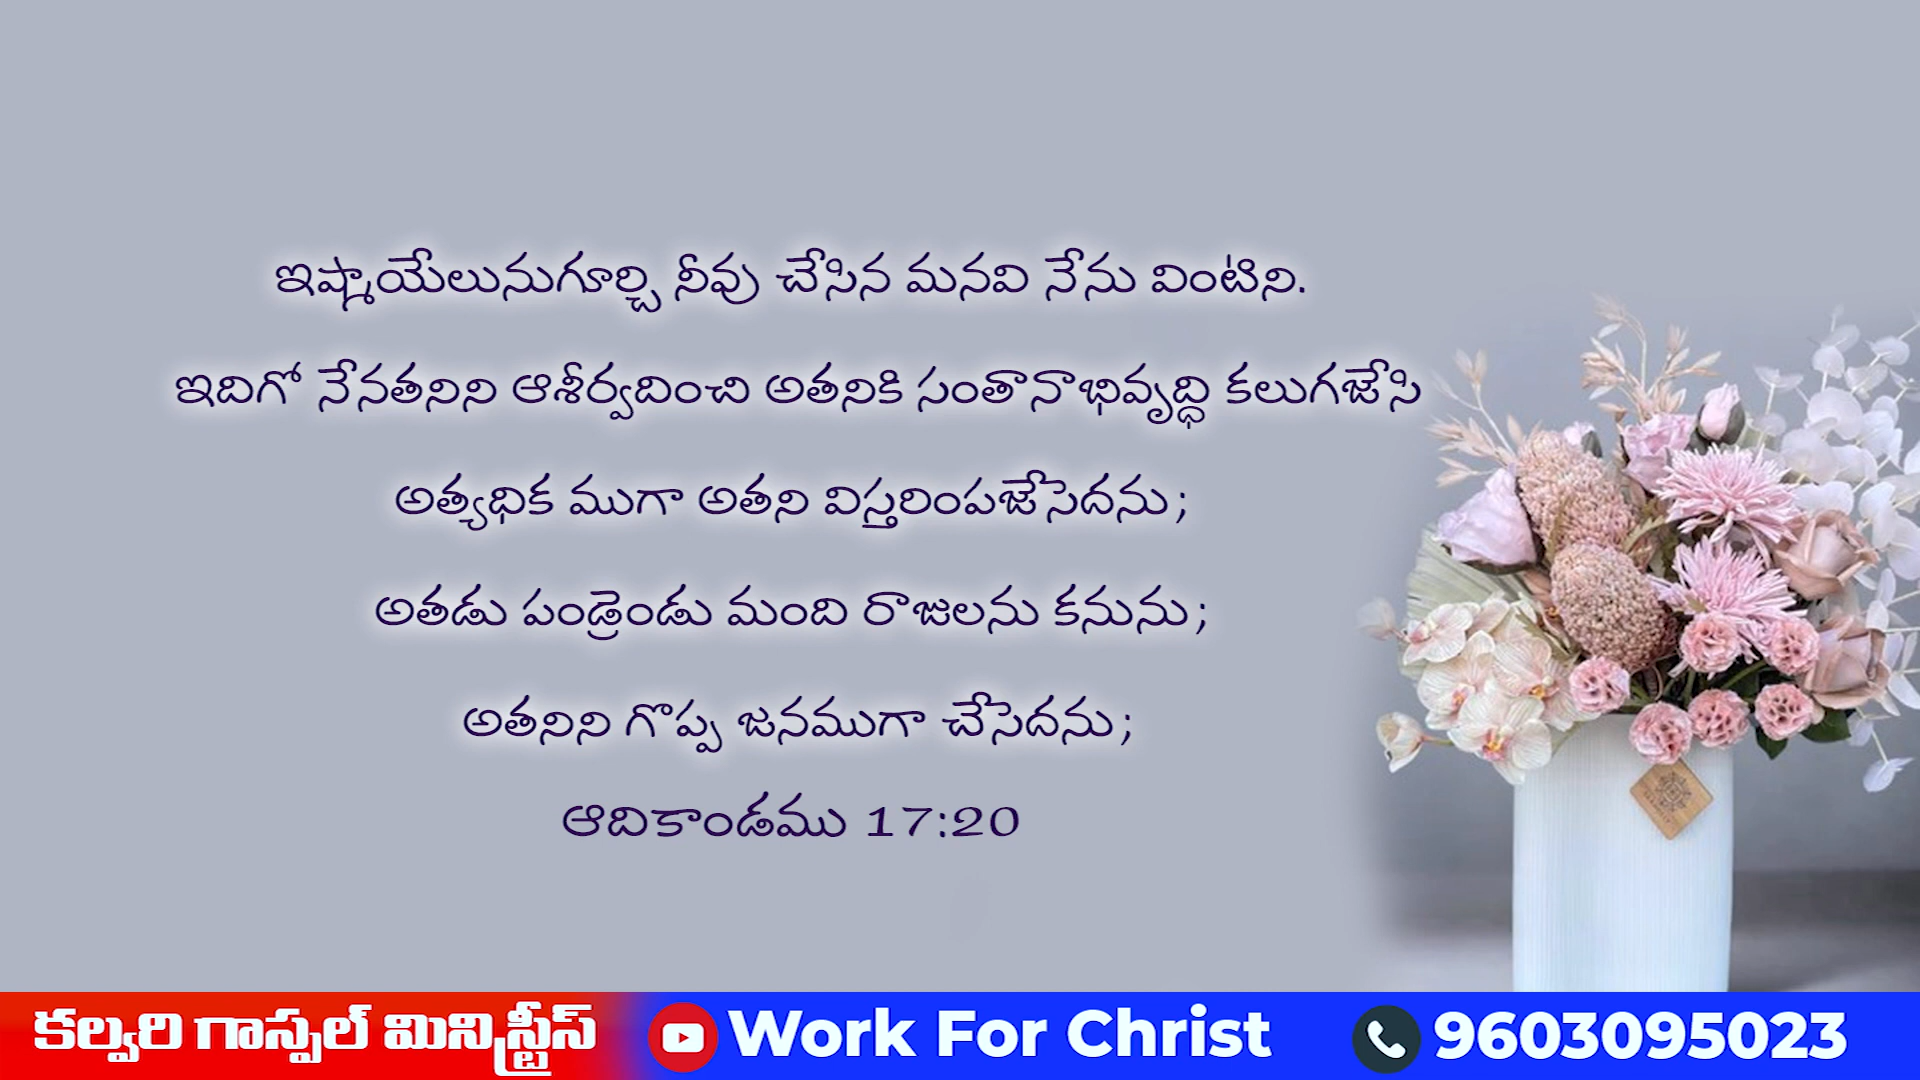 ఇష్మాయేలునుగూర్చి నీవు చేసిన మనవి నేను వింటిని.
ఇదిగో నేనతనిని ఆశీర్వదించి అతనికి సంతానాభివృద్ధి కలుగజేసి
అత్యధిక ముగా అతని విస్తరింపజేసెదను;
అతడు పండ్రెండు మంది రాజులను కనును;
అతనిని గొప్ప జనముగా చేసెదను;
ఆదికాండము 17:20
కల్వరి గాస్పల్ మినిస్ట్రీస్ Work For Christ 9603095023